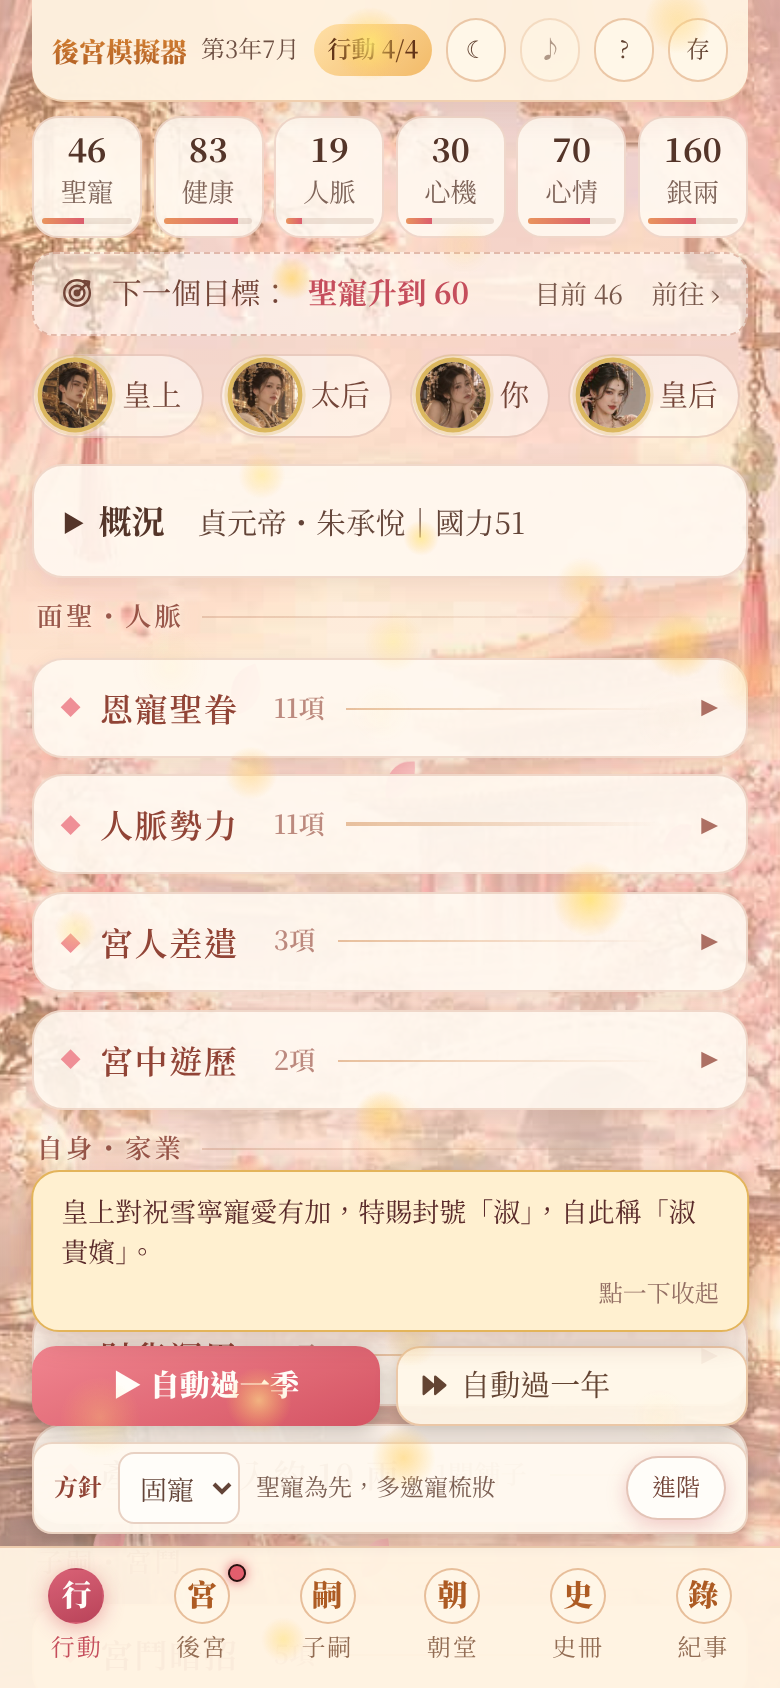 後宮模擬器 第3年7月 行動 4/4 ☾ ♪ ? 存
46 83 19 30 70 160
聖寵 健康 人脈 心機 心情 銀兩
下一個目標： 聖寵升到 60 目前 46 前往 ›
皇上 太后 你 皇后
▶ 概況 貞元帝・朱承悅｜國力51
面聖・人脈
恩寵聖眷 11項 ▶
人脈勢力 11項 ▶
宮人差遣 3項 ▶
宮中遊歷 2項 ▶
自身・家業
皇上對祝雪寧寵愛有加，特賜封號「淑」，自此稱「淑
貴嬪」。
點一下收起
▶ 自動過一季 自動過一年
方針 固寵 聖寵為先，多邀寵梳妝 進階
行 宮 嗣 朝 史 錄
行動 後宮 子嗣 朝堂 史冊 紀事